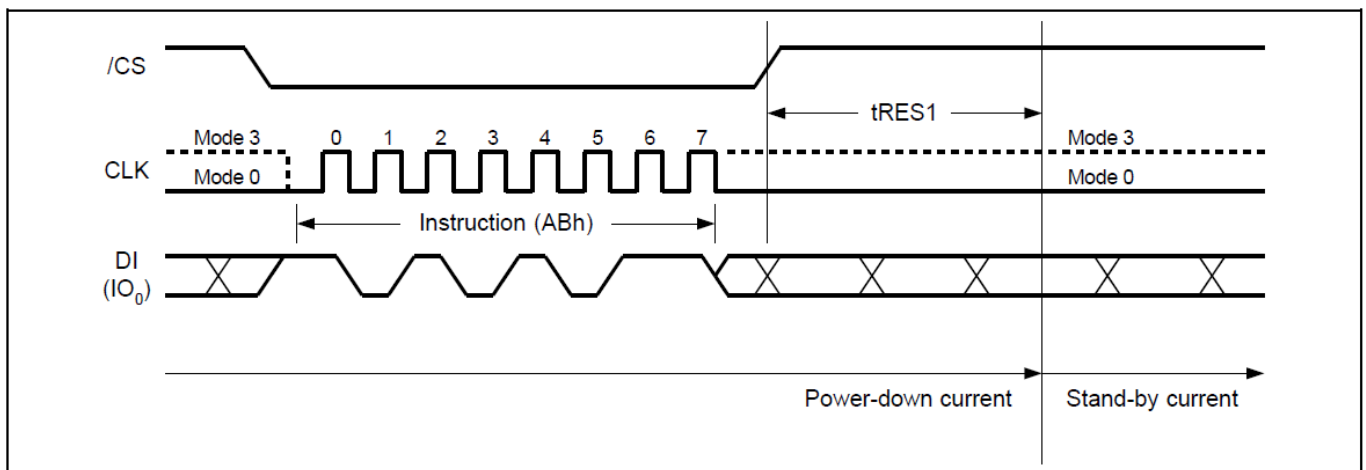 /CS
tRES1
Mode 3
0 1 2 3 4 5 6 7
Mode 3
CLK
Mode 0
Mode 0
Instruction (ABh)
DI
(IO₀)
Power-down current
Stand-by current